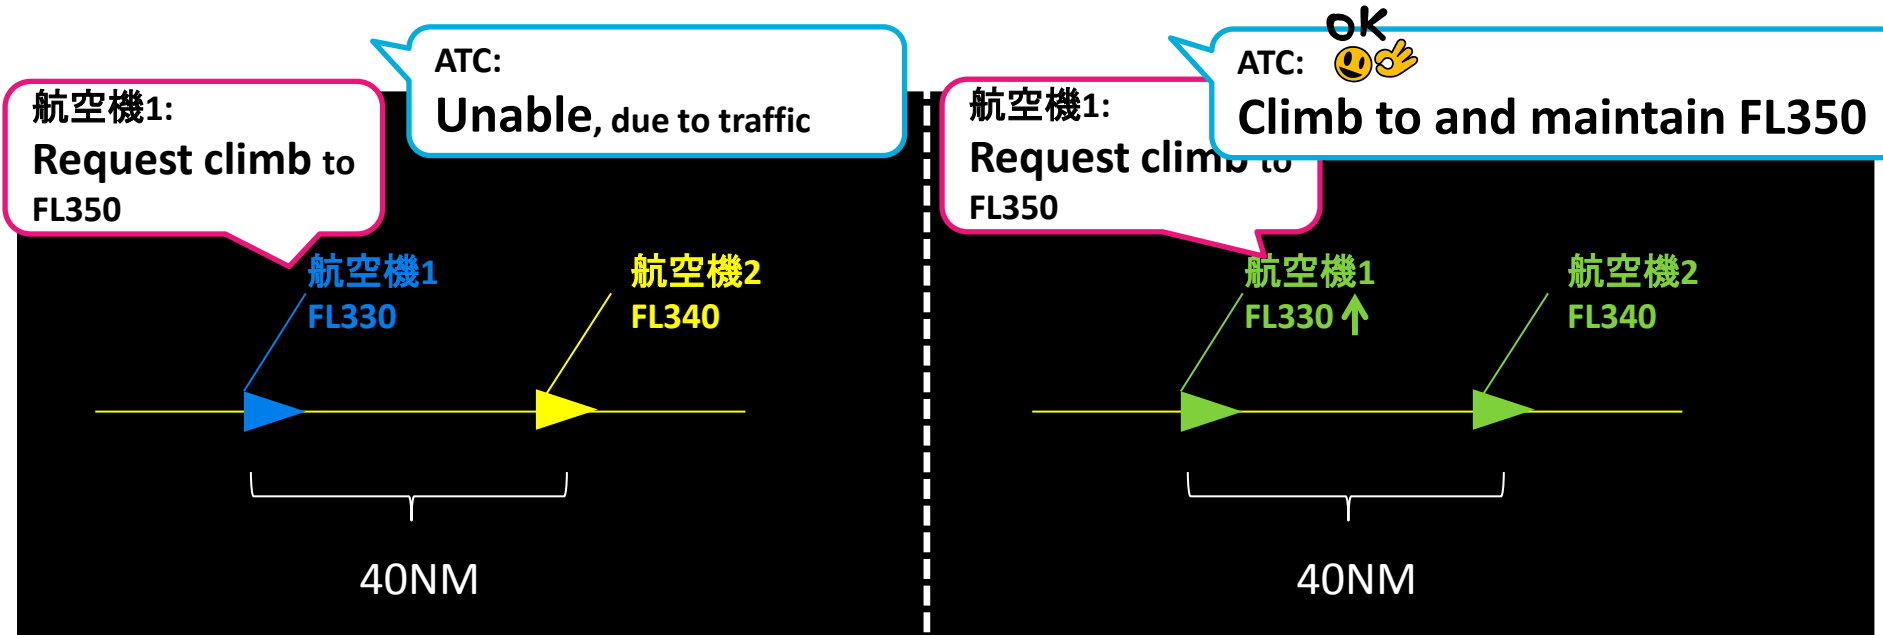 航空機1:
Request climb to
FL350
ATC:
Unable, due to traffic
航空機1
FL330
航空機2
FL340
40NM
航空機1:
Request climb to
FL350
OK
ATC:
Climb to and maintain FL350
航空機1
FL330
航空機2
FL340
40NM